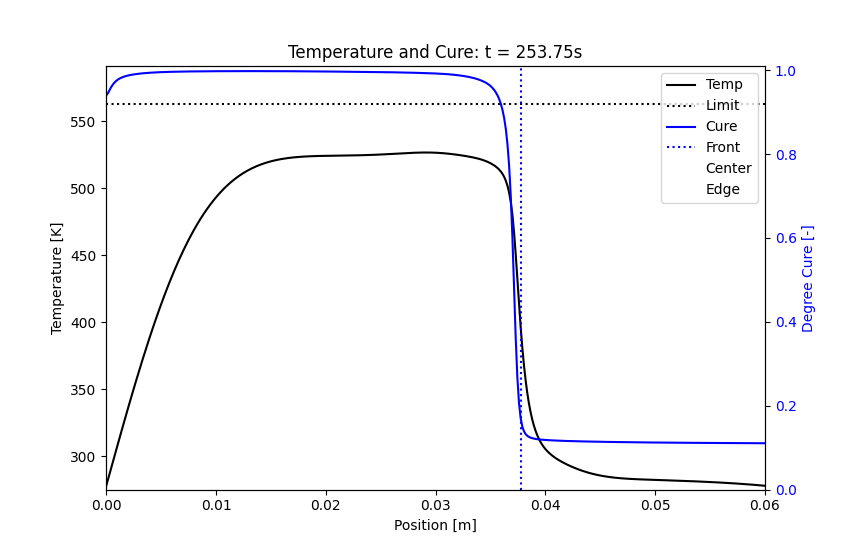 Temperature and Cure: t = 253.75s
Temp
Limit
Cure
Front
Center
Edge
Temperature [K]
550
500
450
400
350
300
Degree Cure [-]
1.0
0.8
0.6
0.4
0.2
0.0
0.00 0.01 0.02 0.03 0.04 0.05 0.06
Position [m]